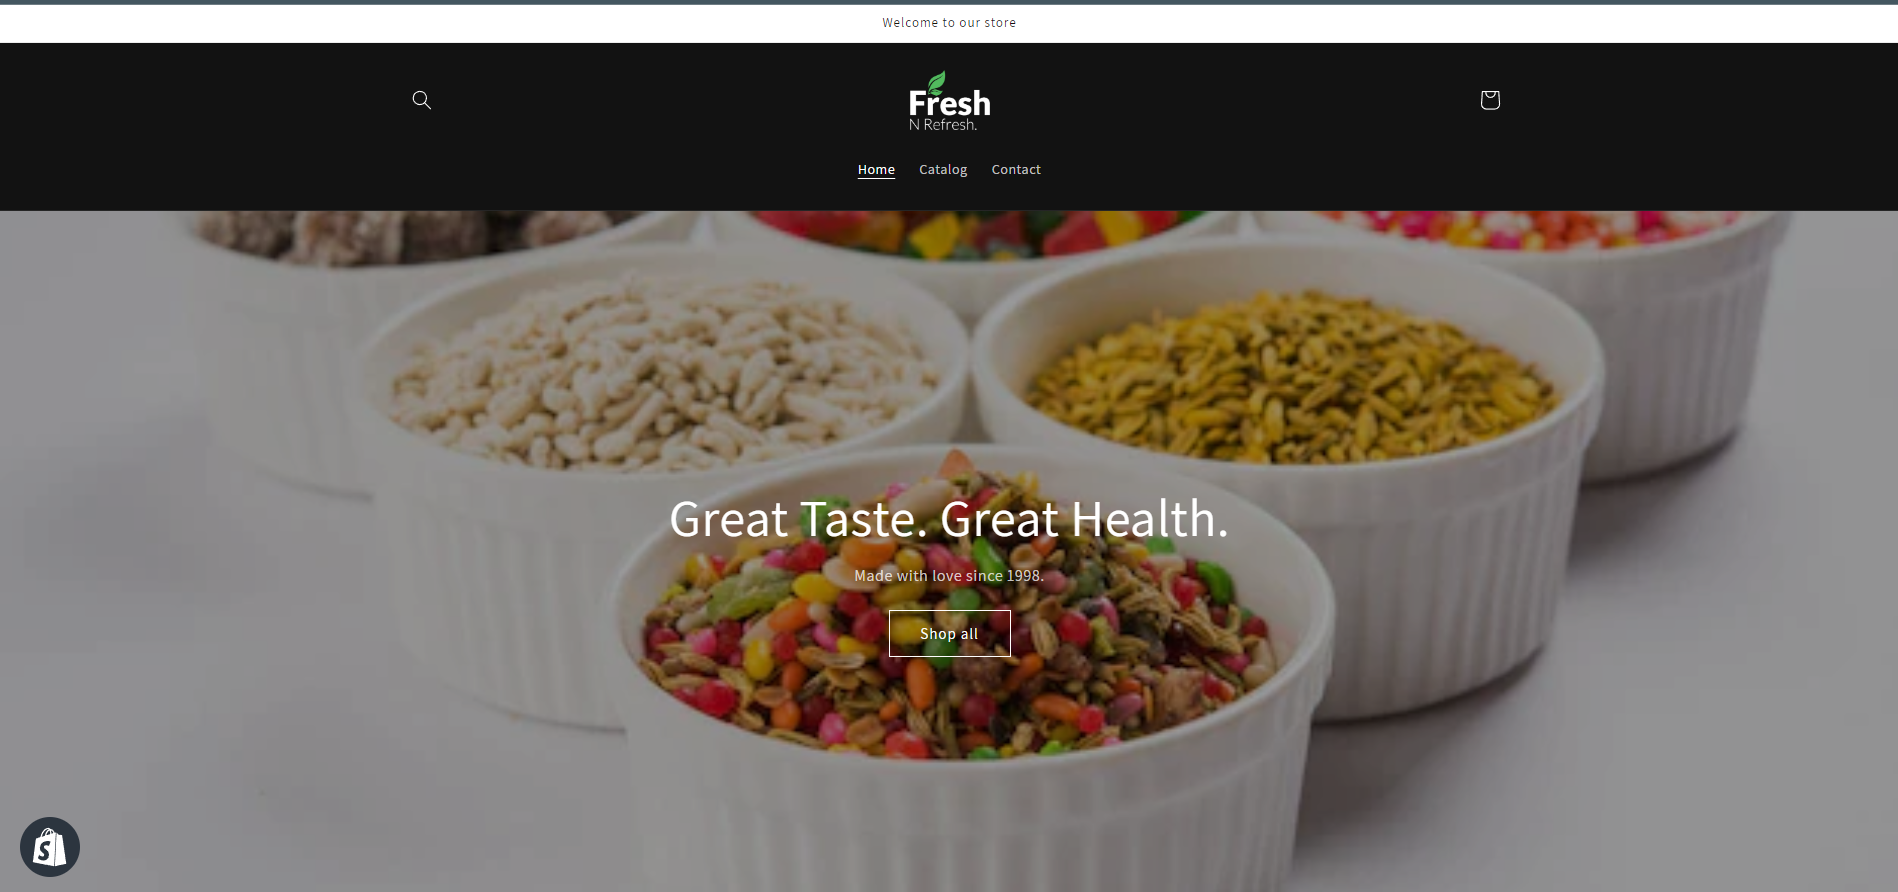 Welcome to our store
Fresh
N Refresh.
Home Catalog Contact
Great Taste. Great Health.
Made with love since 1998.
Shop all
S